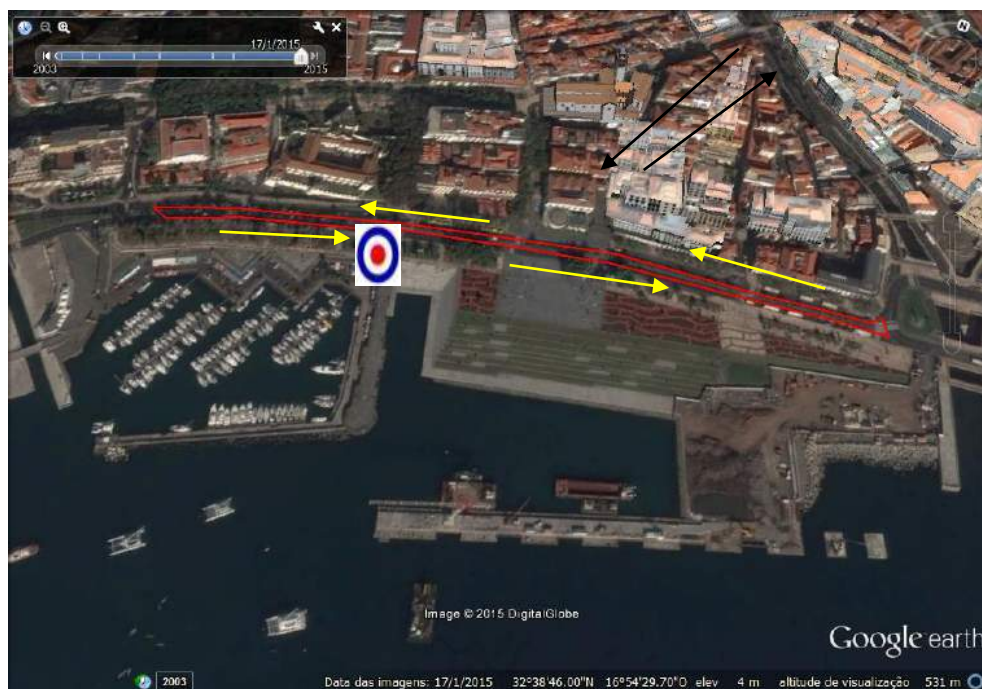 17/1/2015
2003
2015
N
Image © 2015 DigitalGlobe
Google earth
2003
Data das imagens: 17/1/2015 32°38'46.00"N 16°54'29.70"O elev 4 m altitude de visualização 531 m